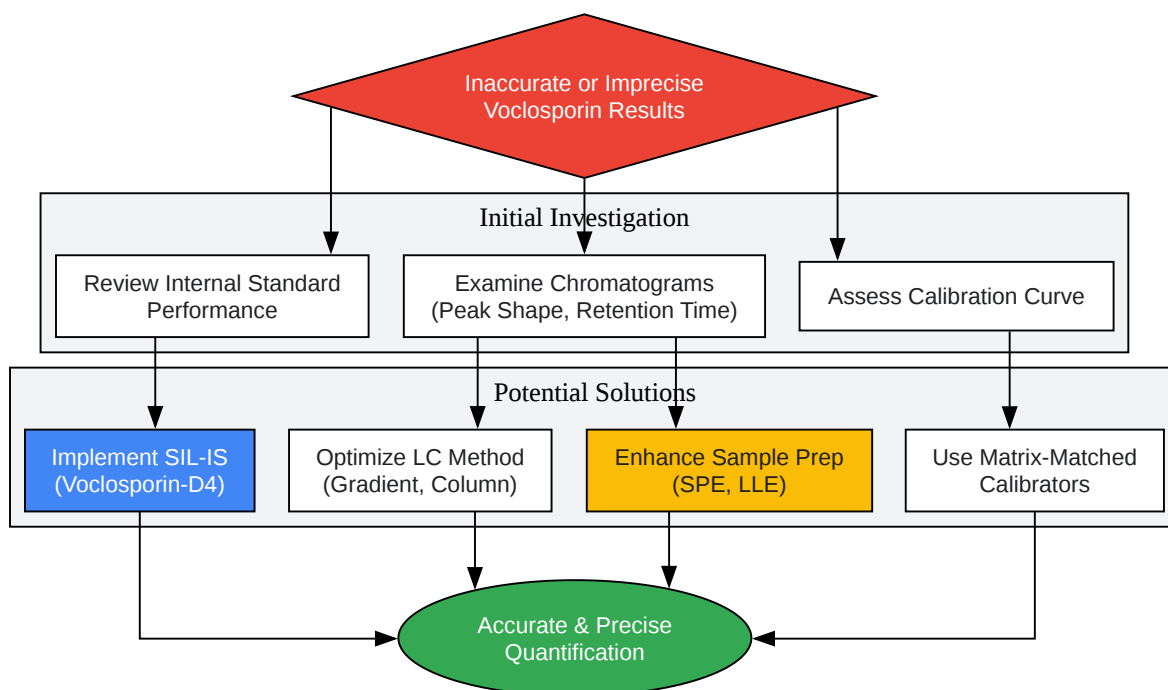 Inaccurate or Imprecise
Voclosporin Results
Initial Investigation
Review Internal Standard
Performance
Examine Chromatograms
(Peak Shape, Retention Time)
Assess Calibration Curve
Potential Solutions
Implement SIL-IS
(Voclosporin-D4)
Optimize LC Method
(Gradient, Column)
Enhance Sample Prep
(SPE, LLE)
Use Matrix-Matched
Calibrators
Accurate & Precise
Quantification